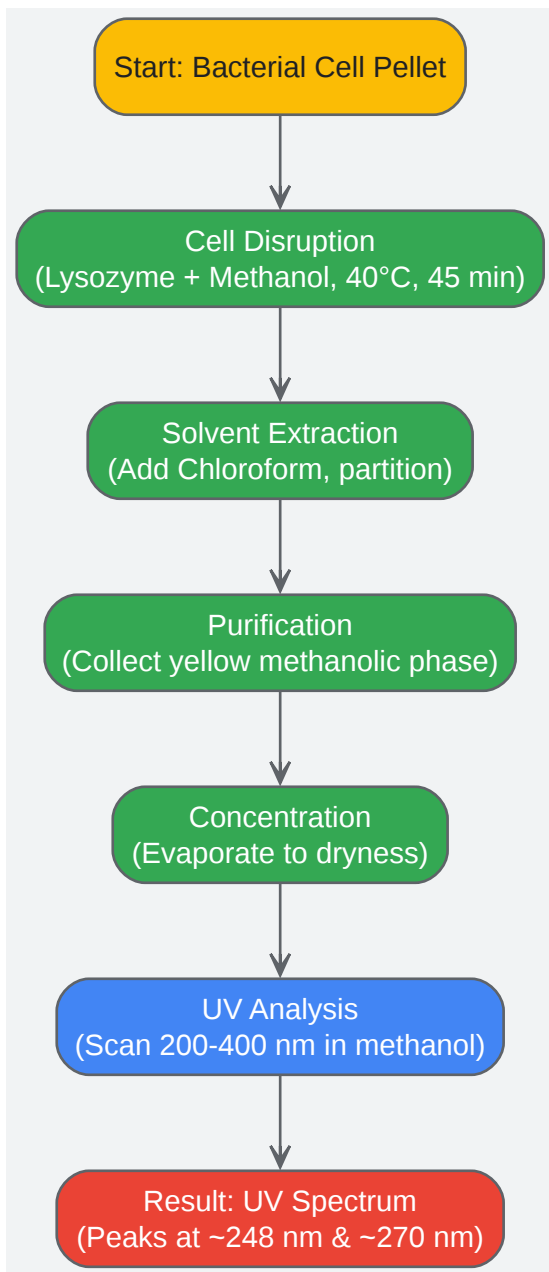 Start: Bacterial Cell Pellet
Cell Disruption
(Lysozyme + Methanol, 40°C, 45 min)
Solvent Extraction
(Add Chloroform, partition)
Purification
(Collect yellow methanolic phase)
Concentration
(Evaporate to dryness)
UV Analysis
(Scan 200-400 nm in methanol)
Result: UV Spectrum
(Peaks at ~248 nm & ~270 nm)